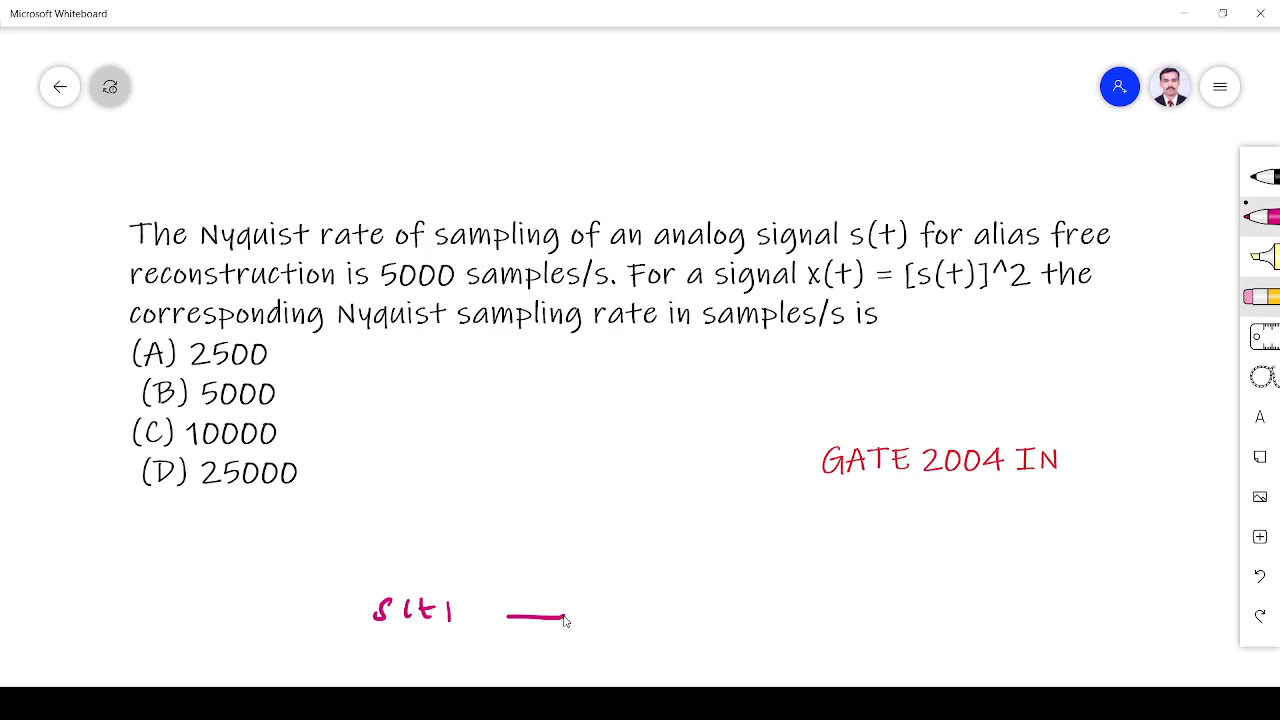 Microsoft Whiteboard
The Nyquist rate of sampling of an analog signal s(t) for alias free
reconstruction is 5000 samples/s. For a signal x(t) = [s(t)]^2 the
corresponding Nyquist sampling rate in samples/s is
(A) 2500
(B) 5000
(C) 10000
(D) 25000
GATE 2004 IN
s(t)
A